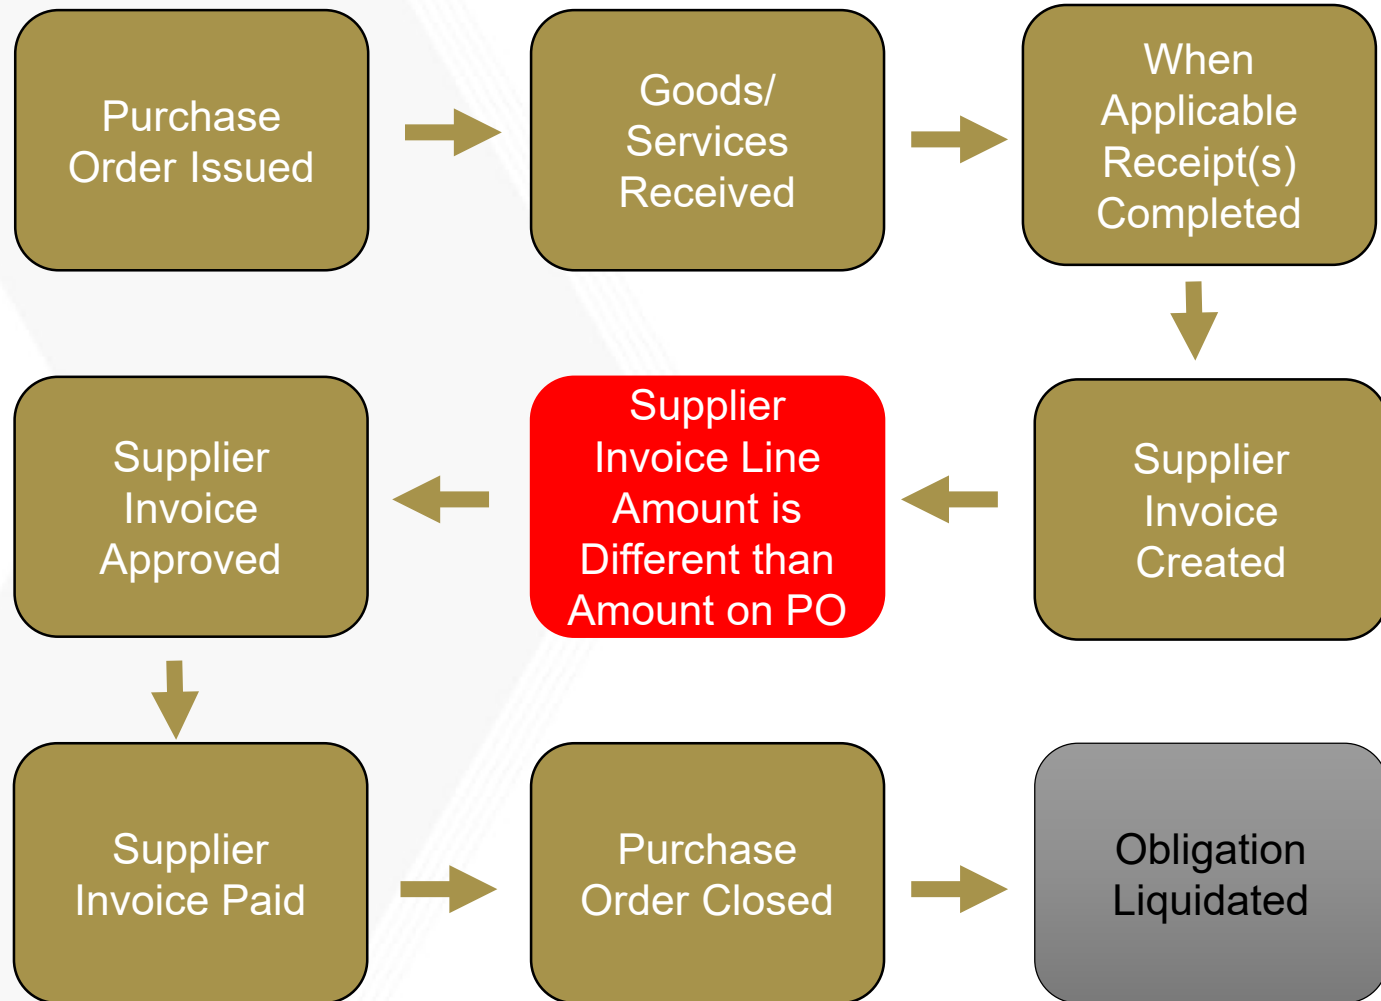 Purchase
Order Issued
Goods/
Services
Received
When
Applicable
Receipt(s)
Completed
Supplier
Invoice
Created
Supplier
Invoice Line
Amount is
Different than
Amount on PO
Supplier
Invoice
Approved
Supplier
Invoice Paid
Purchase
Order Closed
Obligation
Liquidated